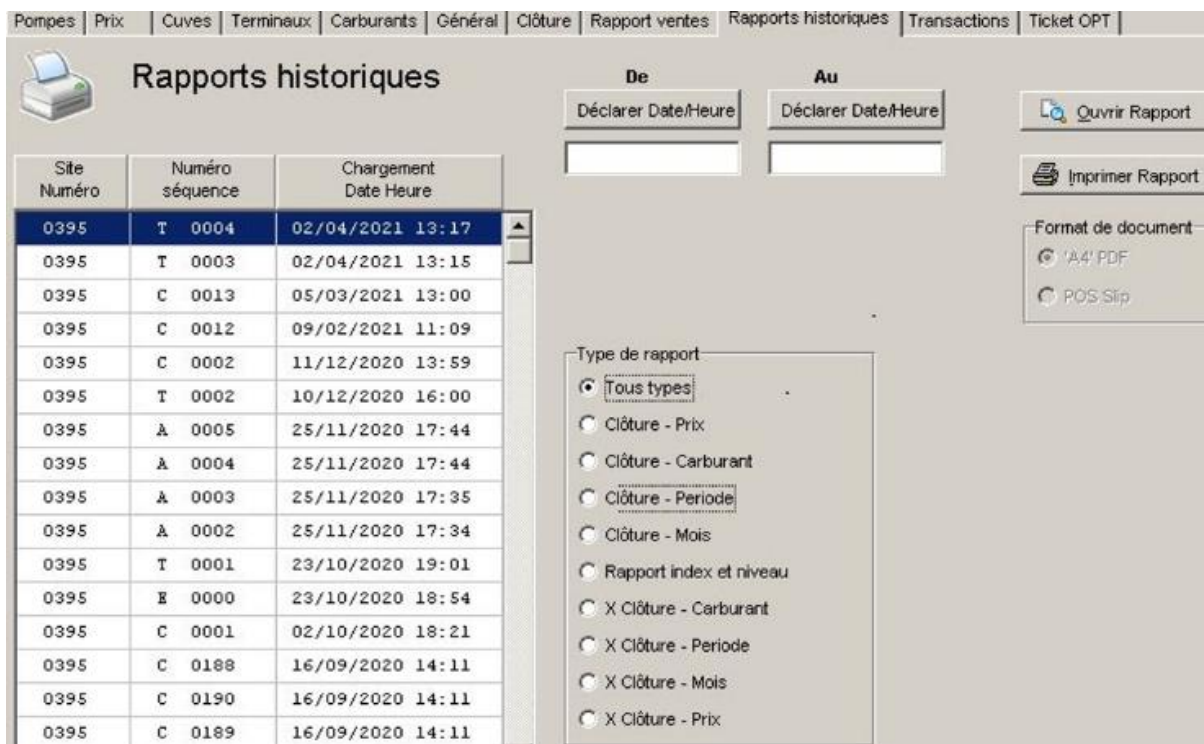 Pompes Prix Cuves Terminaux Carburants Général Clôture Rapport ventes Rapports historiques Transactions Ticket OPT
Rapports historiques
De Au
Déclarer Date/Heure Déclarer Date/Heure
Ouvrir Rapport
Imprimer Rapport
Format de document
'A4' PDF
POS Slip
Site Numéro Chargement
Numéro séquence Date Heure
0395 T 0004 02/04/2021 13:17
0395 T 0003 02/04/2021 13:15
0395 C 0013 05/03/2021 13:00
0395 C 0012 09/02/2021 11:09
0395 C 0002 11/12/2020 13:59
0395 T 0002 10/12/2020 16:00
0395 A 0005 25/11/2020 17:44
0395 A 0004 25/11/2020 17:44
0395 A 0003 25/11/2020 17:35
0395 A 0002 25/11/2020 17:34
0395 T 0001 23/10/2020 19:01
0395 E 0000 23/10/2020 18:54
0395 C 0001 02/10/2020 18:21
0395 C 0188 16/09/2020 14:11
0395 C 0190 16/09/2020 14:11
0395 C 0189 16/09/2020 14:11
Type de rapport
Tous types
Clôture - Prix
Clôture - Carburant
Clôture - Periode
Clôture - Mois
Rapport index et niveau
X Clôture - Carburant
X Clôture - Periode
X Clôture - Mois
X Clôture - Prix